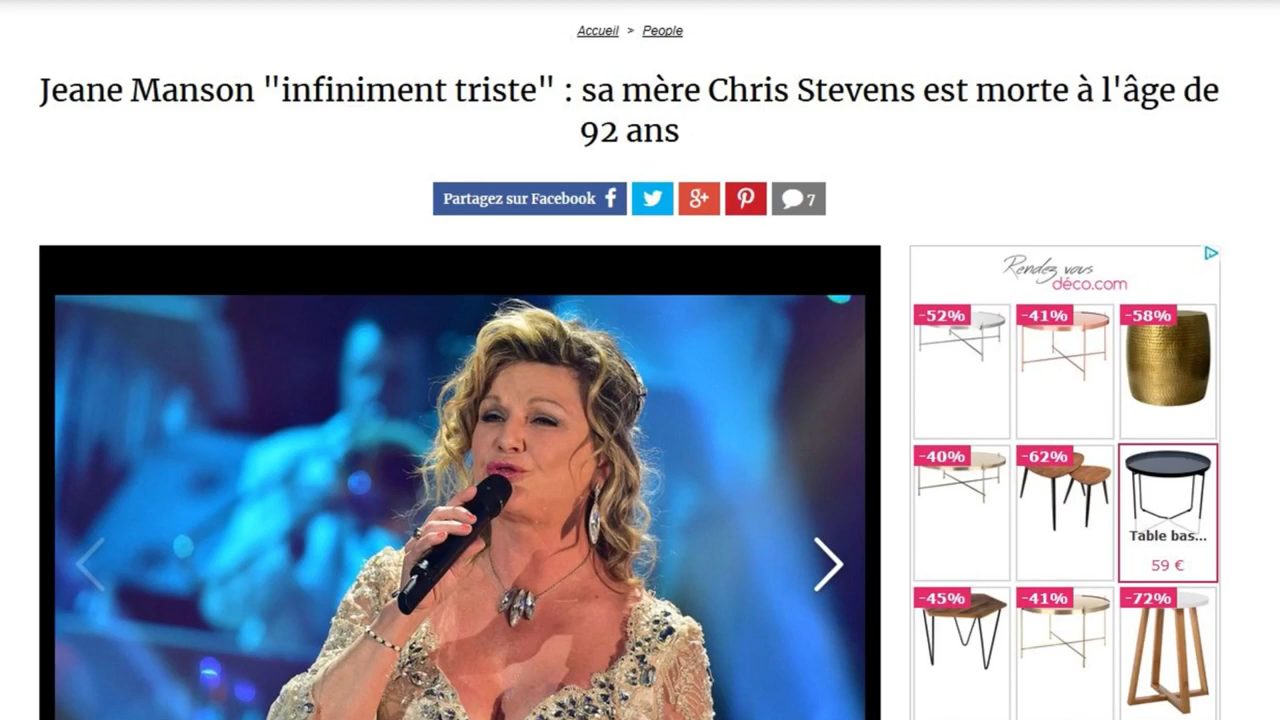 Accueil > People
Jeane Manson "infiniment triste" : sa mère Chris Stevens est morte à l'âge de
92 ans
Partagez sur Facebook f
g+
7
Rendez vous
déco.com
-52% -41% -58%
-40% -62%
Table bas...
59 €
-45% -41% -72%